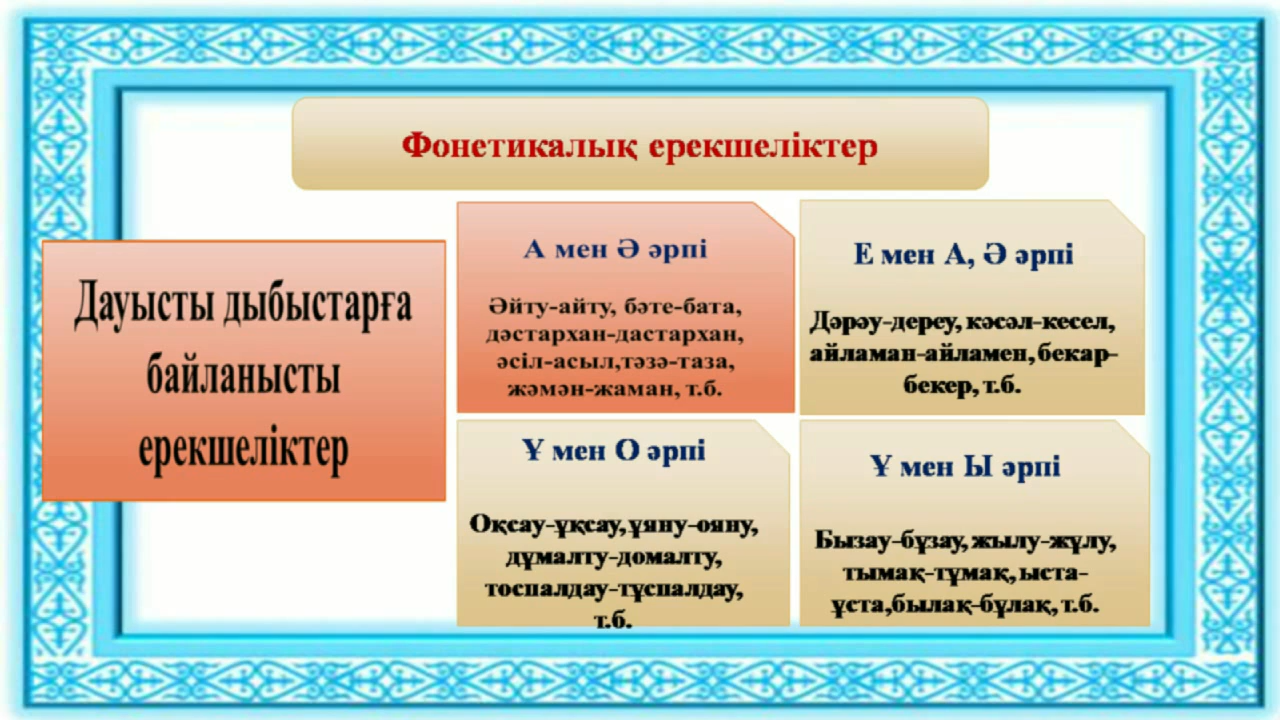 Фонетикалық ерекшеліктер
Дауысты дыбыстарға
байланысты
ерекшеліктер
А мен Ә әрпі
Әйту-айту, бәте-бата,
дәстархан-дастархан,
әсіл-асыл,тәзә-таза,
жәмән-жаман, т.б.
Е мен А, Ә әрпі
Дәрәу-дереу, кәсәл-кесел,
айламан-айламен, бекар-
бекер, т.б.
Ұ мен О әрпі
Оқсау-ұқсау, ұяну-ояну,
дұмалту-домалту,
тоспалдау-тұспалдау,
т.б.
Ұ мен Ы әрпі
Бызау-бұзау, жылу-жұлу,
тымақ-тұмақ, ыста-
ұста,былақ-бұлақ, т.б.